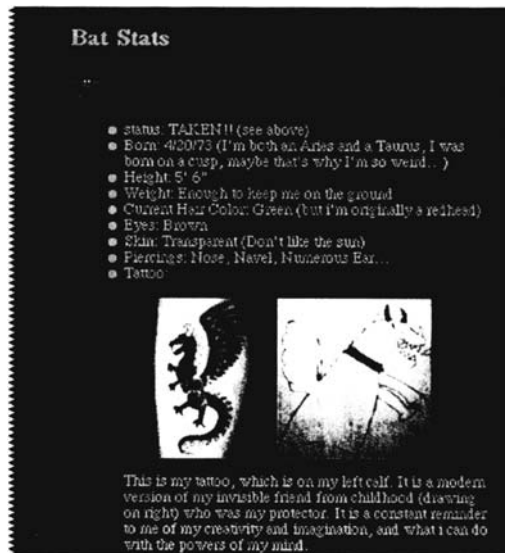 Bat Stats
status: TAKEN!! (see above)
Born: 4/20/73 (I'm both an Aries and a Taurus, I was
born on a cusp, maybe that's why I'm so weird...)
Height: 5' 6"
Weight: Enough to keep me on the ground
Current Hair Color: Green (but i'm originally a redhead)
Eyes: Brown
Skin: Transparent (Don't like the sun)
Piercings: Nose, Navel, Numerous Ear...
Tattoo:
This is my tattoo, which is on my left calf. It is a modern
version of my invisible friend from childhood (drawing
on right) who was my protector. It is a constant reminder
to me of my creativity and imagination, and what i can do
with the powers of my mind.